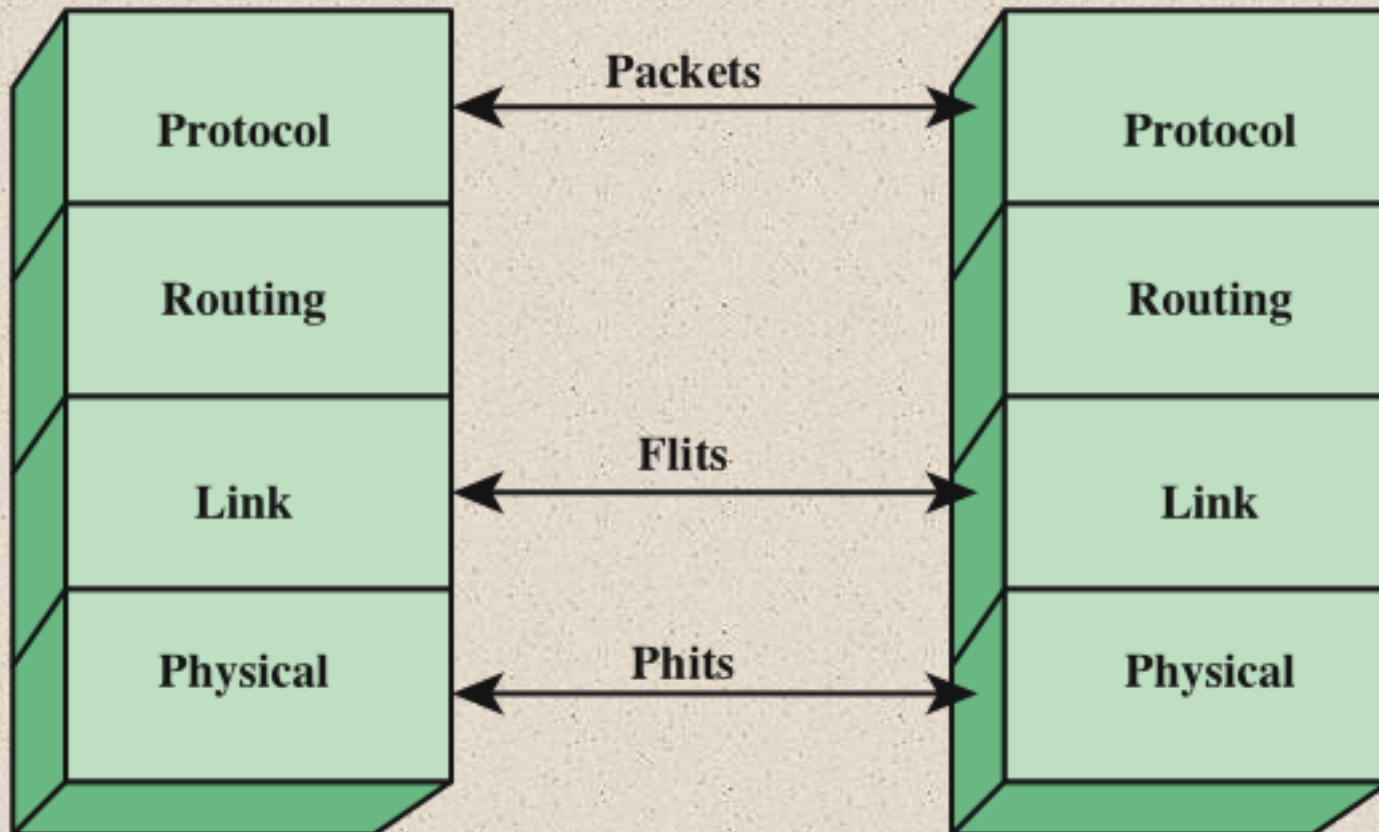 Packets
Protocol
Protocol
Routing
Routing
Flits
Link
Link
Phits
Physical
Physical